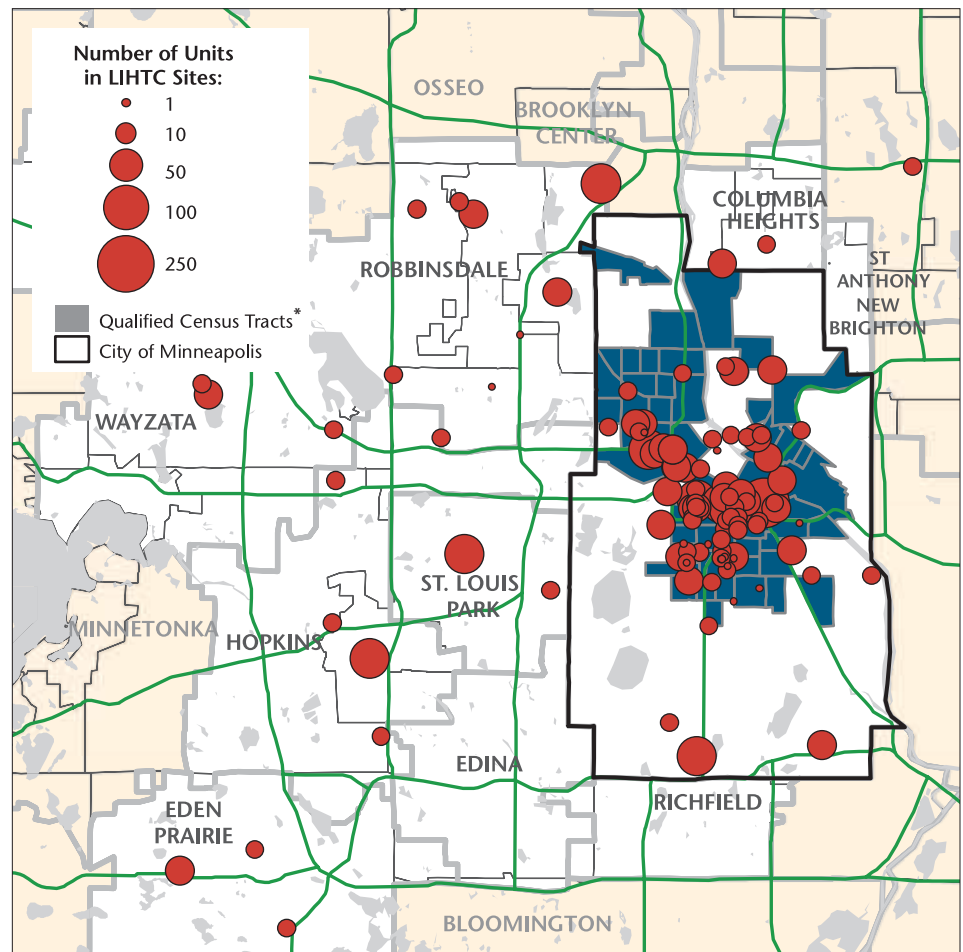 Number of Units
in LIHTC Sites:
1
10
50
100
250
Qualified Census Tracts*
City of Minneapolis
OSSEO
BROOKLYN
CENTER
COLUMBIA
HEIGHTS
ROBBINSDALE
ST
ANTHONY
NEW
BRIGHTON
WAYZATA
ST. LOUIS
PARK
MINNETONKA
HOPKINS
EDINA
EDEN
PRAIRIE
RICHFIELD
BLOOMINGTON